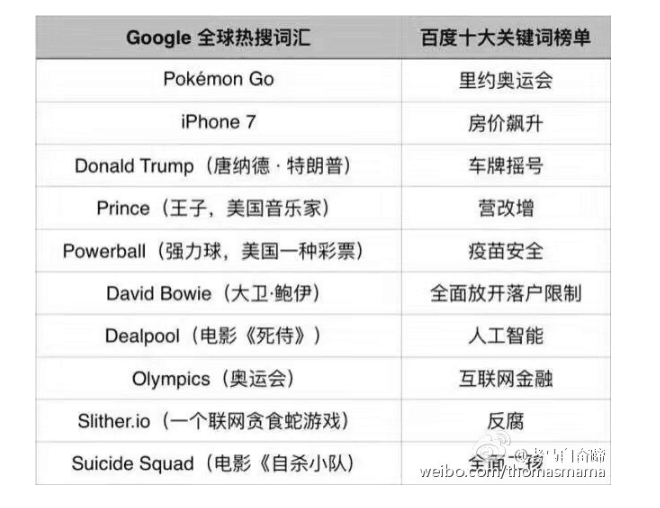 Google 全球热搜词汇 百度十大关键词榜单
Pokémon Go 里约奥运会
iPhone 7 房价飙升
Donald Trump（唐纳德 · 特朗普） 车牌摇号
Prince（王子，美国音乐家） 营改增
Powerball（强力球，美国一种彩票） 疫苗安全
David Bowie（大卫·鲍伊） 全面放开落户限制
Dealpool（电影《死侍》） 人工智能
Olympics（奥运会） 互联网金融
Slither.io（一个联网贪食蛇游戏） 反腐
Suicide Squad（电影《自杀小队） 全面二孩
weibo.com/thomasmama